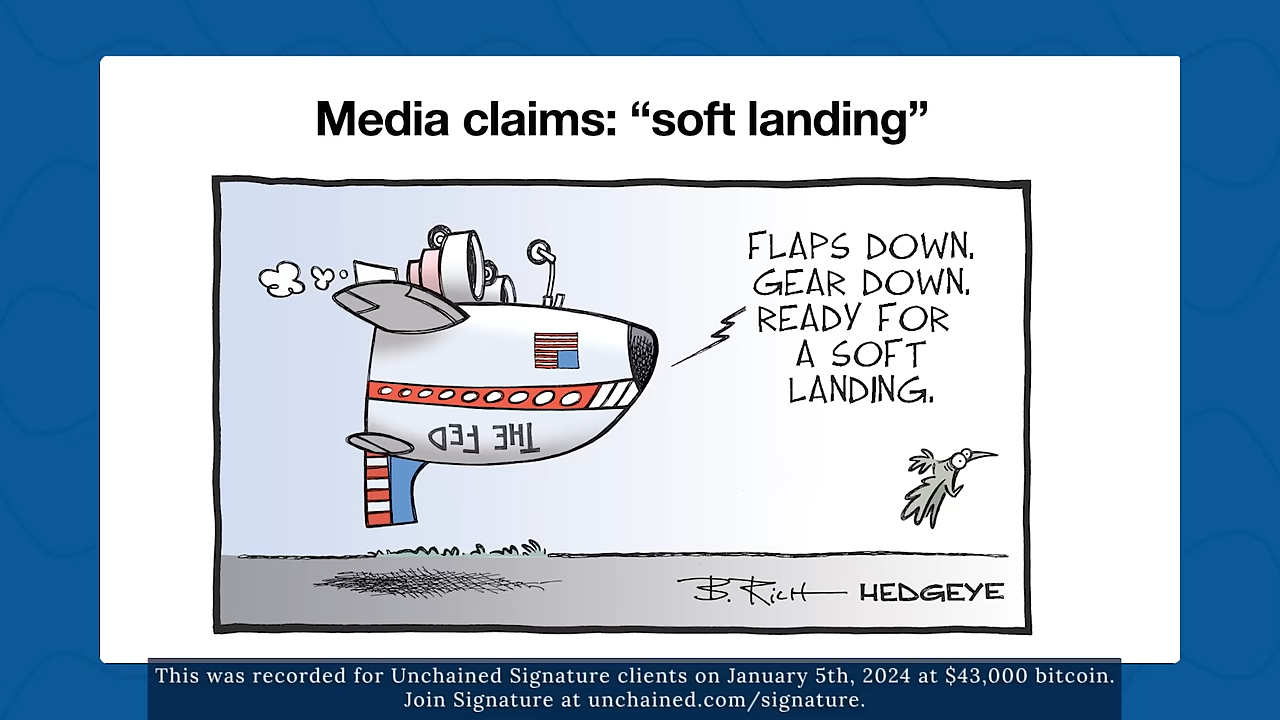 Media claims: “soft landing”
FLAPS DOWN.
GEAR DOWN.
READY FOR
A SOFT
LANDING.
THE FED
B. RICH HEDGEYE
This was recorded for Unchained Signature clients on January 5th, 2024 at $43,000 bitcoin.
Join Signature at unchained.com/signature.